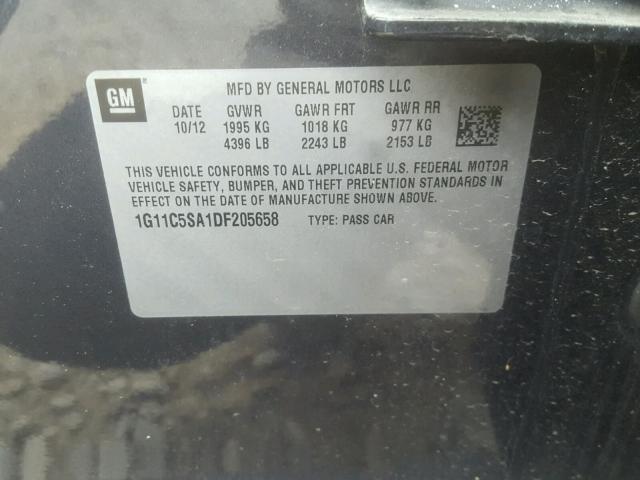 GM
MFD BY GENERAL MOTORS LLC
DATE GVWR GAWR FRT GAWR RR
10/12 1995 KG 1018 KG 977 KG
4396 LB 2243 LB 2153 LB
THIS VEHICLE CONFORMS TO ALL APPLICABLE U.S. FEDERAL MOTOR
VEHICLE SAFETY, BUMPER, AND THEFT PREVENTION STANDARDS IN
EFFECT ON THE DATE OF MANUFACTURE SHOWN ABOVE.
1G11C5SA1DF205658 TYPE: PASS CAR